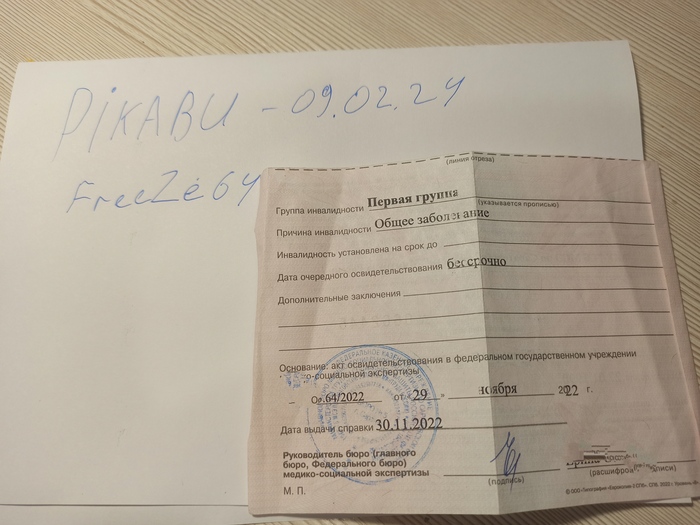 PIKABU - 09.02.24
FreeZe64
(линия отреза)
Группа инвалидности Первая группа
(указывается прописью)
Причина инвалидности Общее заболевание
Инвалидность установлена на срок до
Дата очередного освидетельствования бессрочно
Дополнительные заключения
Основание: акт освидетельствования в федеральном государственном учреждении
медико-социальной экспертизы
.64/2022 от «29» ноября 2022 г.
Дата выдачи справки 30.11.2022
Руководитель бюро (главного
бюро, Федерального бюро)
медико-социальной экспертизы
(подпись) (расшифровка подписи)
М. П.